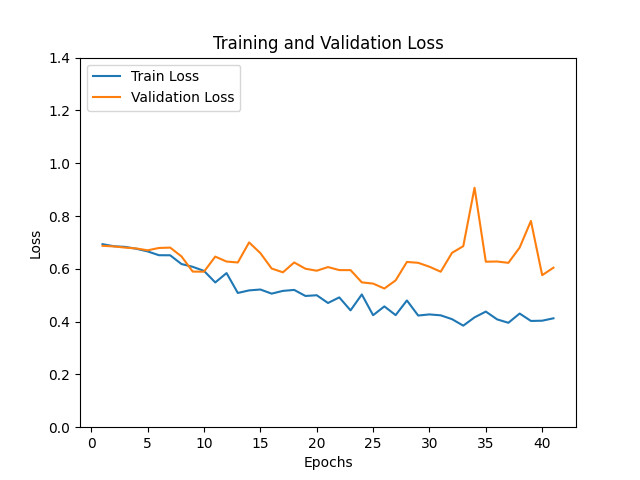 Training and Validation Loss
Train Loss
Validation Loss
Loss
1.4
1.2
1.0
0.8
0.6
0.4
0.2
0.0
0 5 10 15 20 25 30 35 40
Epochs